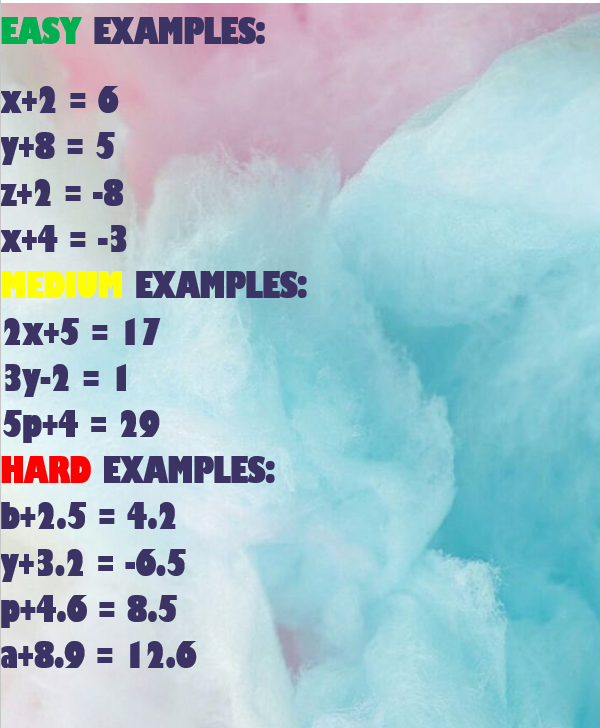 EASY EXAMPLES:
x+2 = 6
y+8 = 5
z+2 = -8
x+4 = -3
MEDIUM EXAMPLES:
2x+5 = 17
3y-2 = 1
5p+4 = 29
HARD EXAMPLES:
b+2.5 = 4.2
y+3.2 = -6.5
p+4.6 = 8.5
a+8.9 = 12.6